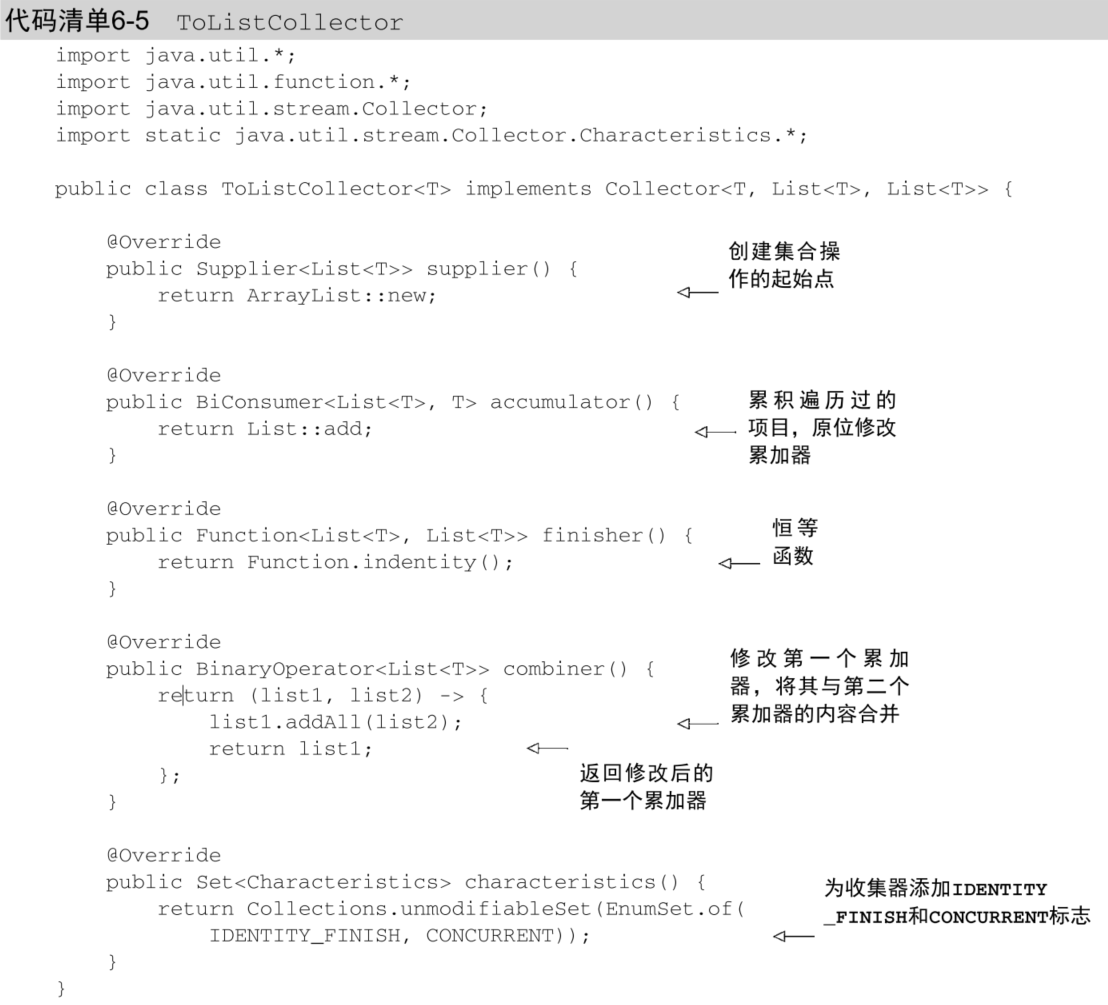 代码清单6-5 ToListCollector
import java.util.*;
import java.util.function.*;
import java.util.stream.Collector;
import static java.util.stream.Collector.Characteristics.*;
public class ToListCollector<T> implements Collector<T, List<T>, List<T>> {
@Override
public Supplier<List<T>> supplier() {
return ArrayList::new;
}
创建集合操
作的起始点
@Override
public BiConsumer<List<T>, T> accumulator() {
return List::add;
}
累积遍历过的
项目，原位修改
累加器
@Override
public Function<List<T>, List<T>> finisher() {
return Function.indentity();
}
恒等
函数
@Override
public BinaryOperator<List<T>> combiner() {
return (list1, list2) -> {
list1.addAll(list2);
return list1;
};
}
修改第一个累加
器，将其与第二个
累加器的内容合并
返回修改后的
第一个累加器
@Override
public Set<Characteristics> characteristics() {
return Collections.unmodifiableSet(EnumSet.of(
IDENTITY_FINISH, CONCURRENT));
}
}
为收集器添加IDENTITY
_FINISH和CONCURRENT标志